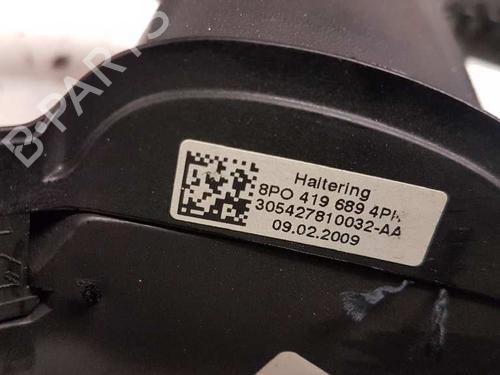 B-PARTS
Haltering
8P0 419 689 4PK
305427810032-AA
09.02.2009